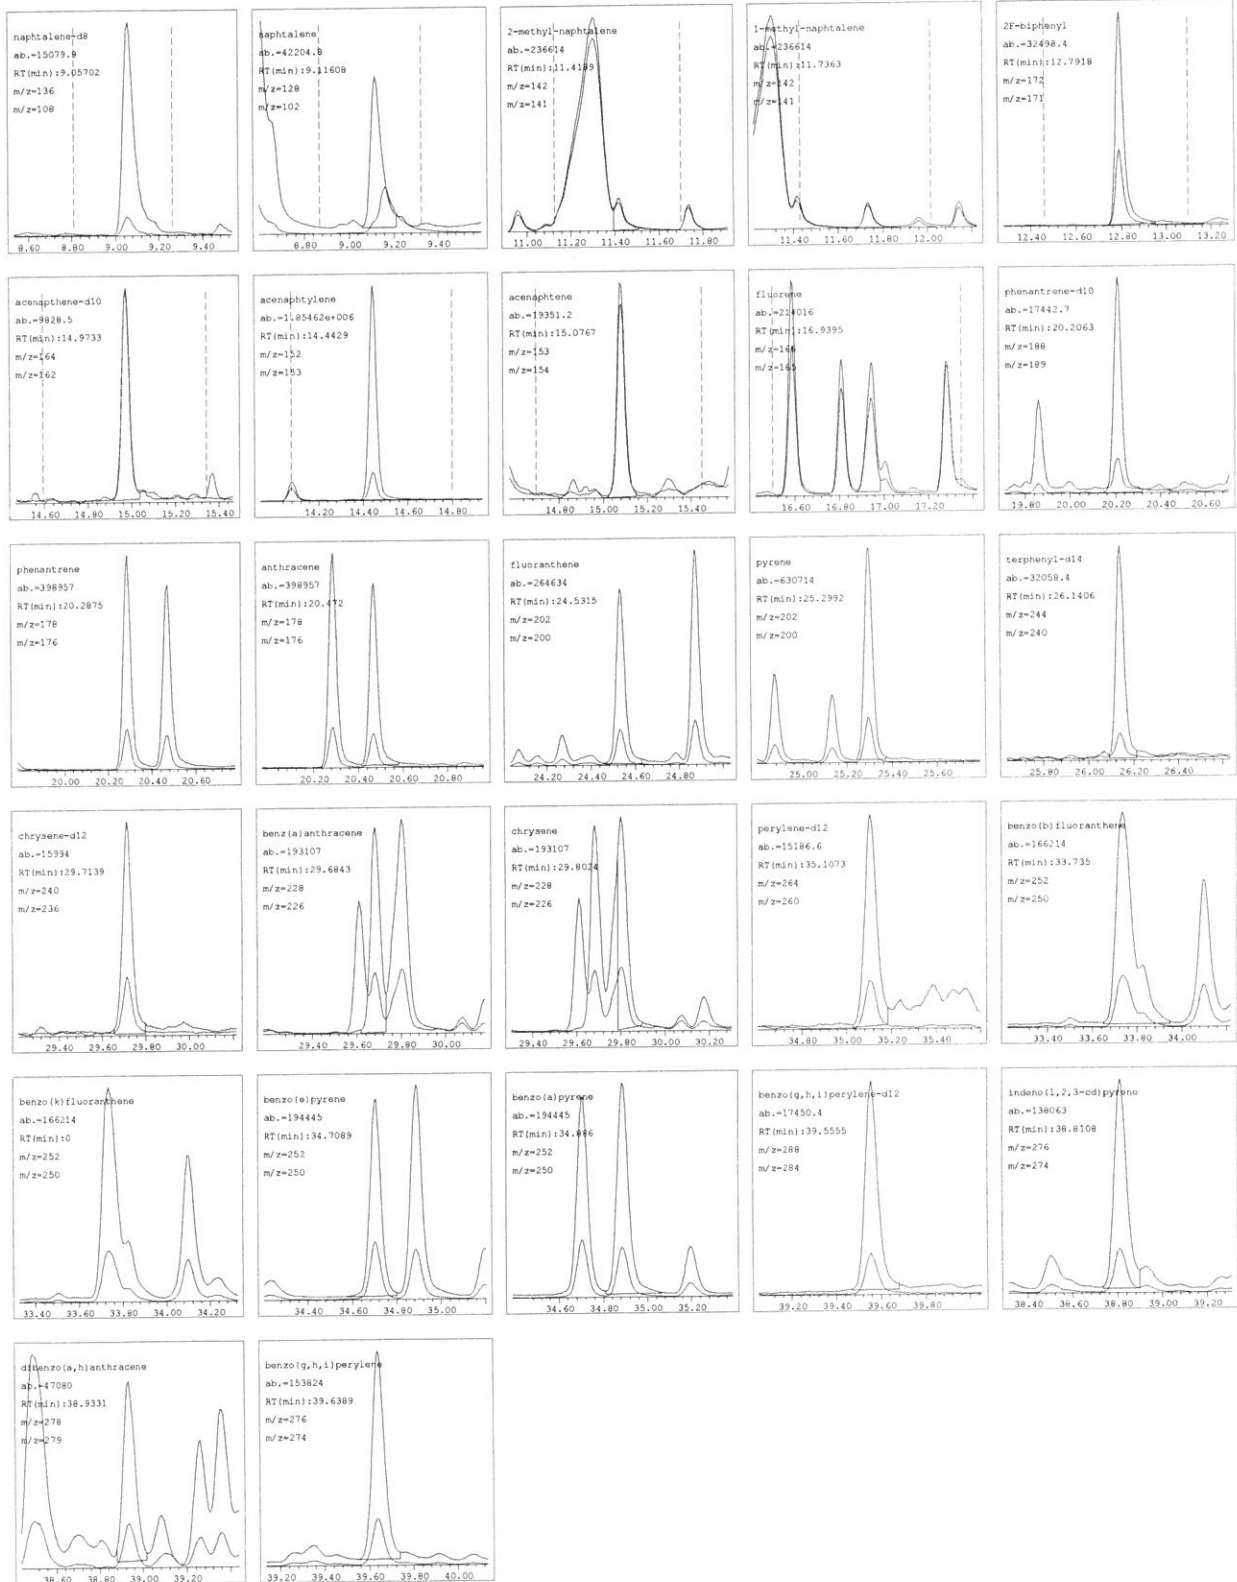 naphtalene-d8
ab.=15079.9
RT(min):9.05702
m/z=136
m/z=108
8.60 8.80 9.00 9.20 9.40
naphtalene
ab.=42204.8
RT(min):9.11608
m/z=128
m/z=102
8.80 9.00 9.20 9.40
2-methyl-naphtalene
ab.=236614
RT(min):11.4189
m/z=142
m/z=141
11.00 11.20 11.40 11.60 11.80
1-methyl-naphtalene
ab.=236614
RT(min):11.7363
m/z=142
m/z=141
11.40 11.60 11.80 12.00
2F-biphenyl
ab.=32498.4
RT(min):12.7918
m/z=172
m/z=171
12.40 12.60 12.80 13.00 13.20
acenapthene-d10
ab.=9828.5
RT(min):14.9733
m/z=164
m/z=162
14.60 14.80 15.00 15.20 15.40
acenaphtylene
ab.=1.85462e+006
RT(min):14.4429
m/z=152
m/z=153
14.20 14.40 14.60 14.80
acenaphtene
ab.=19351.2
RT(min):15.0767
m/z=153
m/z=154
14.80 15.00 15.20 15.40
fluorene
ab.=214016
RT(min):16.9395
m/z=166
m/z=165
16.60 16.80 17.00 17.20
phenantrene-d10
ab.=17442.7
RT(min):20.2063
m/z=188
m/z=189
19.80 20.00 20.20 20.40 20.60
phenantrene
ab.=398957
RT(min):20.2875
m/z=178
m/z=176
20.00 20.20 20.40 20.60
anthracene
ab.=398957
RT(min):20.472
m/z=178
m/z=176
20.20 20.40 20.60 20.80
fluoranthene
ab.=264634
RT(min):24.5315
m/z=202
m/z=200
24.20 24.40 24.60 24.80
pyrene
ab.=630714
RT(min):25.2992
m/z=202
m/z=200
25.00 25.20 25.40 25.60
terphenyl-d14
ab.=32058.4
RT(min):26.1406
m/z=244
m/z=240
25.80 26.00 26.20 26.40
chrysene-d12
ab.=15994
RT(min):29.7139
m/z=240
m/z=236
29.40 29.60 29.80 30.00
benz(a)anthracene
ab.=193107
RT(min):29.6843
m/z=228
m/z=226
29.40 29.60 29.80 30.00
chrysene
ab.=193107
RT(min):29.8024
m/z=228
m/z=226
29.40 29.60 29.80 30.00 30.20
perylene-d12
ab.=15186.6
RT(min):35.1073
m/z=264
m/z=260
34.80 35.00 35.20 35.40
benzo(b)fluoranthene
ab.=166214
RT(min):33.735
m/z=252
m/z=250
33.40 33.60 33.80 34.00
benzo(k)fluoranthene
ab.=166214
RT(min):0
m/z=252
m/z=250
33.40 33.60 33.80 34.00 34.20
benzo(e)pyrene
ab.=194445
RT(min):34.7089
m/z=252
m/z=250
34.40 34.60 34.80 35.00
benzo(a)pyrene
ab.=194445
RT(min):34.886
m/z=252
m/z=250
34.60 34.80 35.00 35.20
benzo(g,h,i)perylene-d12
ab.=17450.4
RT(min):39.5555
m/z=288
m/z=284
39.20 39.40 39.60 39.80
indeno(1,2,3-cd)pyrene
ab.=138063
RT(min):38.8108
m/z=276
m/z=274
38.40 38.60 38.80 39.00 39.20
dibenzo(a,h)anthracene
ab.=47080
RT(min):38.9331
m/z=278
m/z=279
38.60 38.80 39.00 39.20
benzo(g,h,i)perylene
ab.=153824
RT(min):39.6389
m/z=276
m/z=274
39.20 39.40 39.60 39.80 40.00